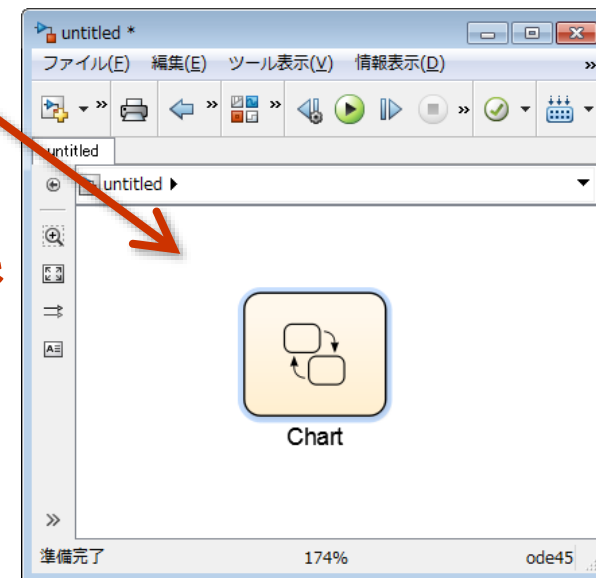 untitled *
ファイル(F) 編集(E) ツール表示(V) 情報表示(D) »
untitled
untitled
Chart
準備完了 174% ode45